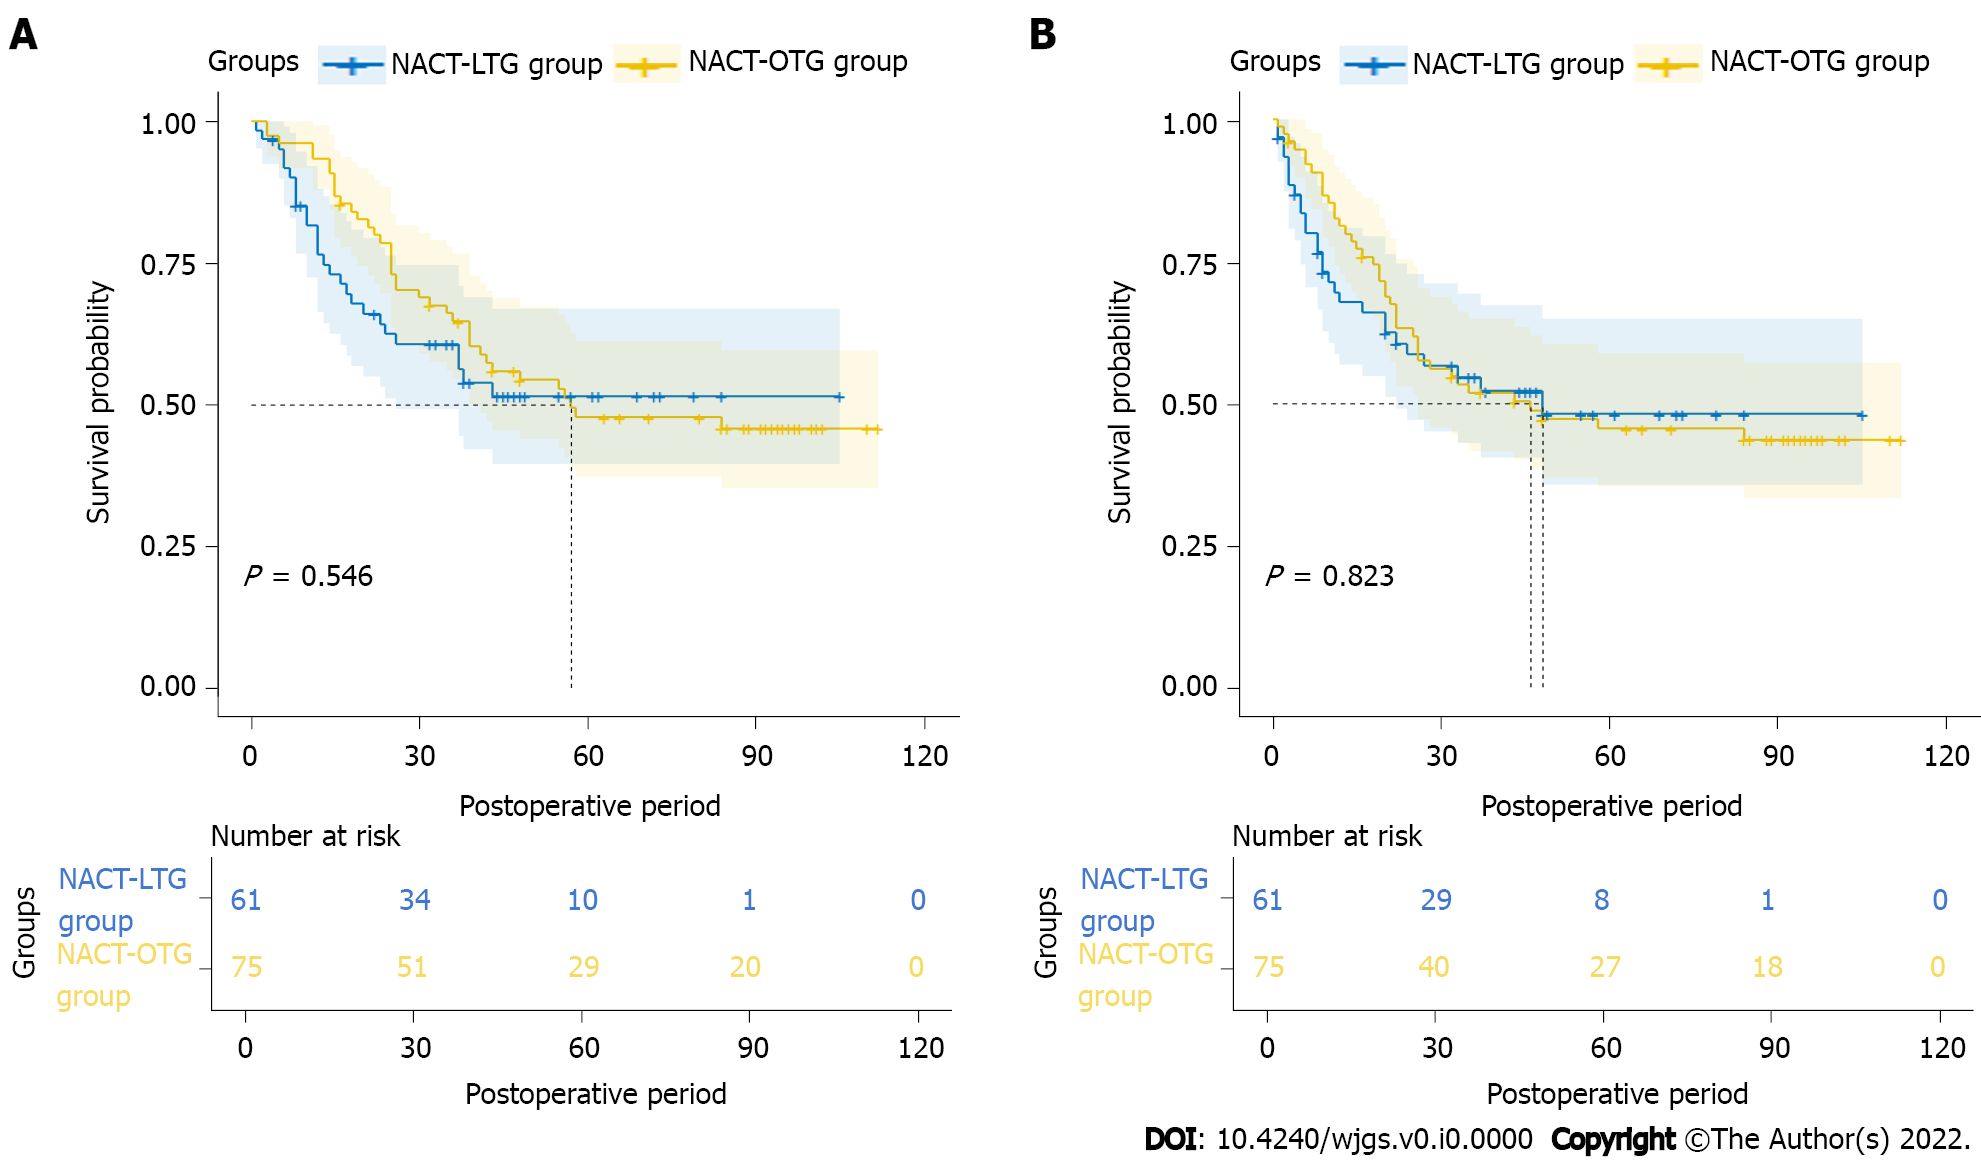 A
Groups NACT-LTG group NACT-OTG group
1.00
0.75
0.50
0.25
0.00
Survival probability
P = 0.546
0 30 60 90 120
Postoperative period
Number at risk
Groups
NACT-LTG group
61 34 10 1 0
NACT-OTG group
75 51 29 20 0
0 30 60 90 120
Postoperative period
B
Groups NACT-LTG group NACT-OTG group
1.00
0.75
0.50
0.25
0.00
Survival probability
P = 0.823
0 30 60 90 120
Postoperative period
Number at risk
Groups
NACT-LTG group
61 29 8 1 0
NACT-OTG group
75 40 27 18 0
0 30 60 90 120
Postoperative period
DOI: 10.4240/wjgs.v0.i0.0000 Copyright ©The Author(s) 2022.